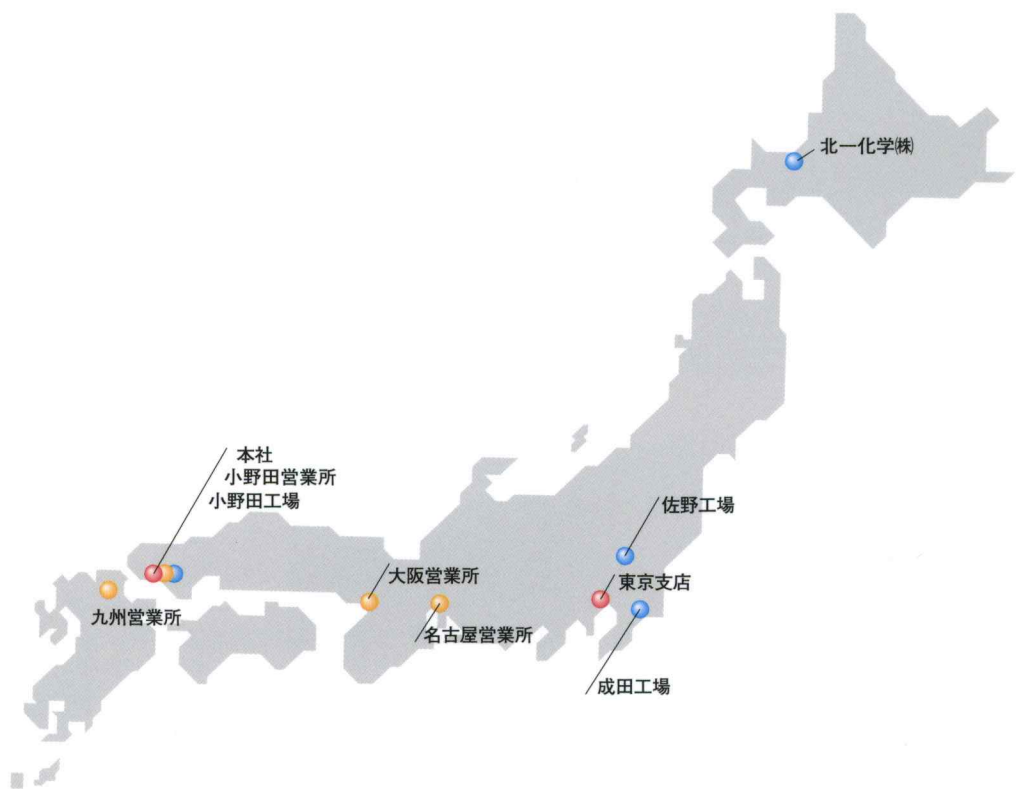 北一化学㈱
本社
小野田営業所
小野田工場
佐野工場
大阪営業所
東京支店
九州営業所
名古屋営業所
成田工場